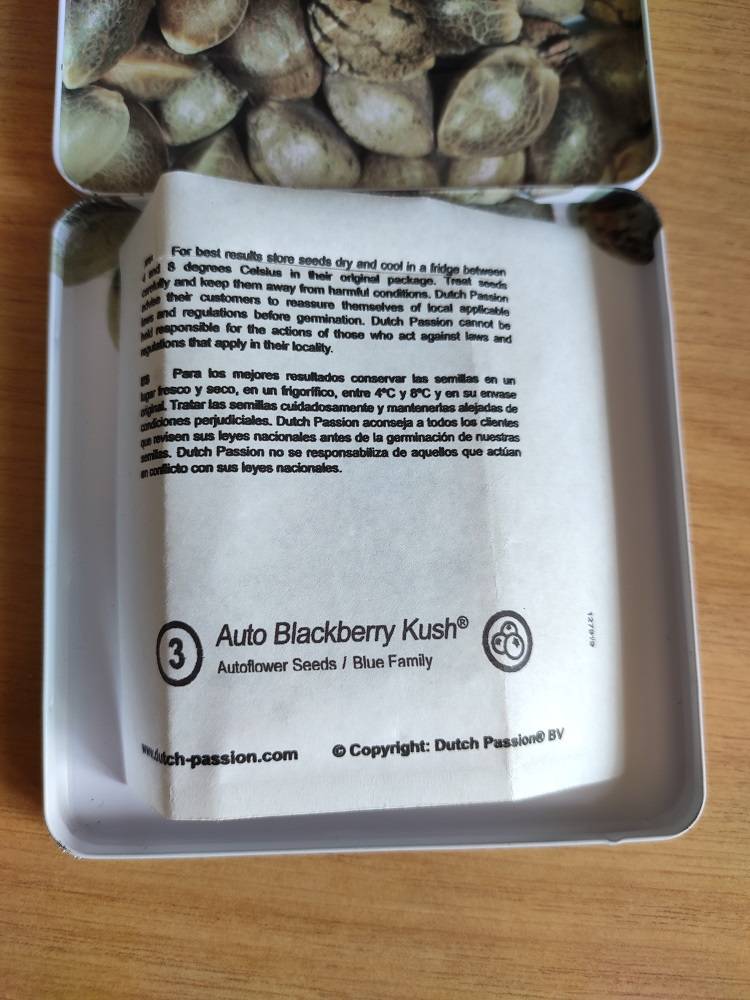 For best results store seeds dry and cool in a fridge between
4 and 8 degrees Celsius in their original package. Treat seeds
carefully and keep them away from harmful conditions. Dutch Passion
advise their customers to reassure themselves of local applicable
laws and regulations before germination. Dutch Passion cannot be
held responsible for the actions of those who act against laws and
regulations that apply in their locality.
Para los mejores resultados conservar las semillas en un
lugar fresco y seco, en un frigorífico, entre 4ºC y 8ºC y en su envase
original. Tratar las semillas cuidadosamente y mantenerlas alejadas de
condiciones perjudiciales. Dutch Passion aconseja a todos los clientes
que revisen sus leyes nacionales antes de la germinación de nuestras
semillas. Dutch Passion no se responsabiliza de aquellos que actúan
en conflicto con sus leyes nacionales.
3 Auto Blackberry Kush®
Autoflower Seeds / Blue Family
www.dutch-passion.com © Copyright: Dutch Passion® BV